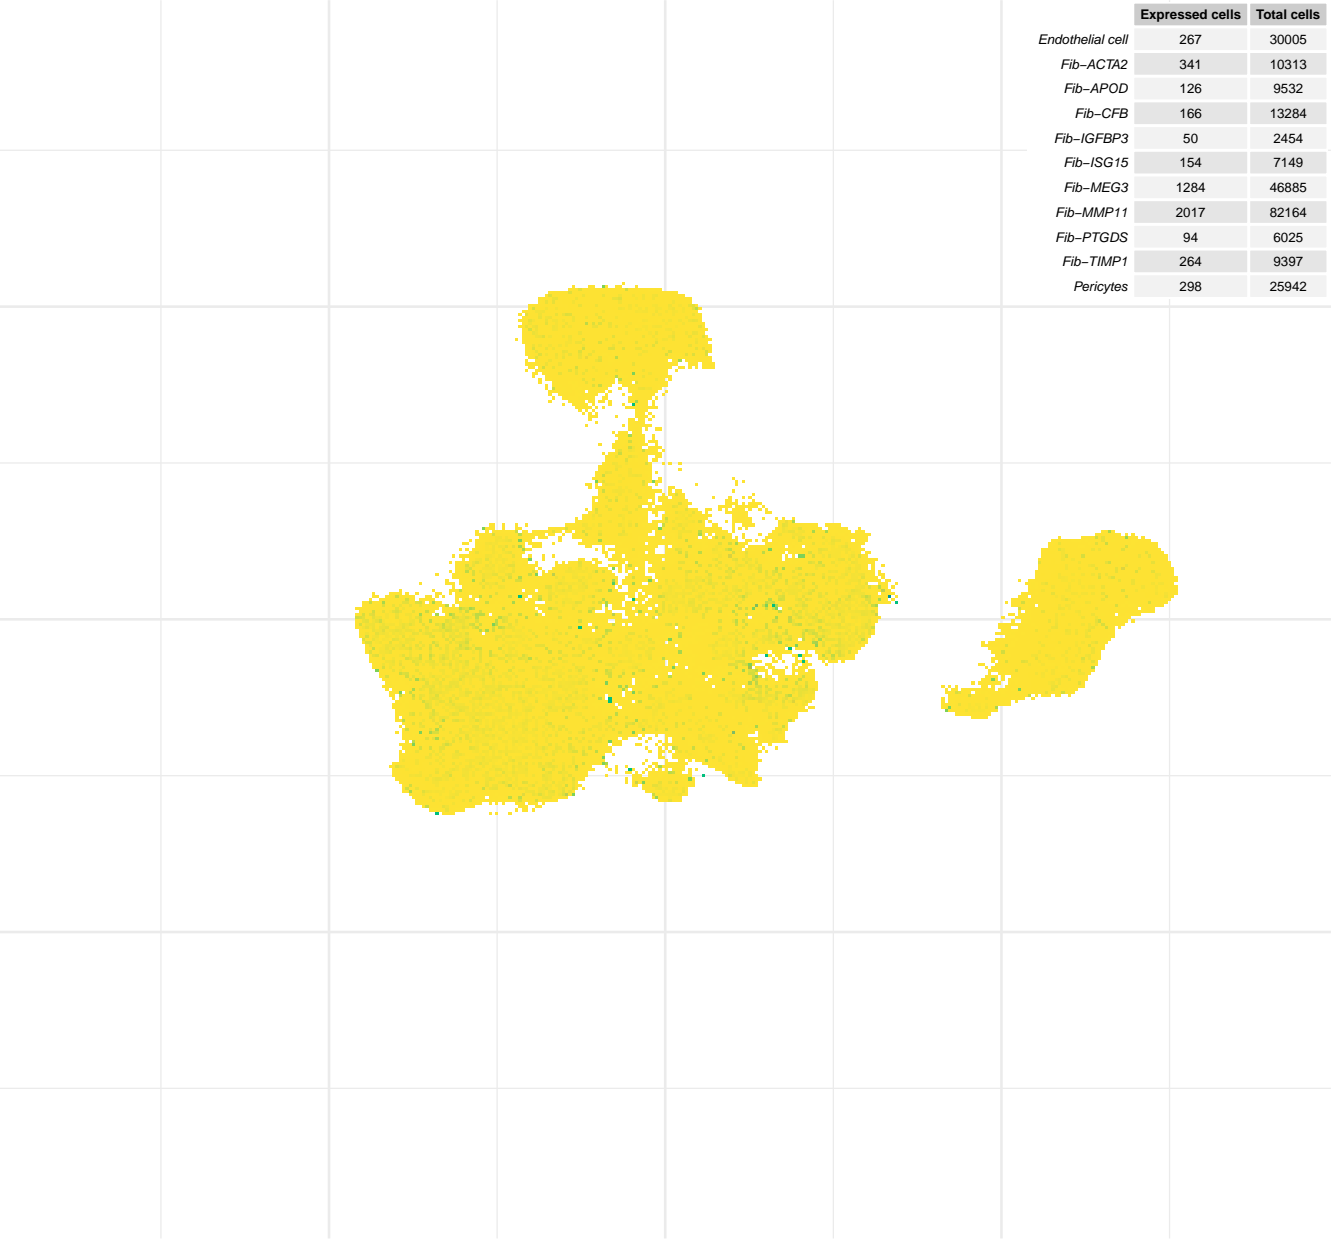 Expressed cells Total cells
Endothelial cell 267 30005
Fib−ACTA2 341 10313
Fib−APOD 126 9532
Fib−CFB 166 13284
Fib−IGFBP3 50 2454
Fib−ISG15 154 7149
Fib−MEG3 1284 46885
Fib−MMP11 2017 82164
Fib−PTGDS 94 6025
Fib−TIMP1 264 9397
Pericytes 298 25942